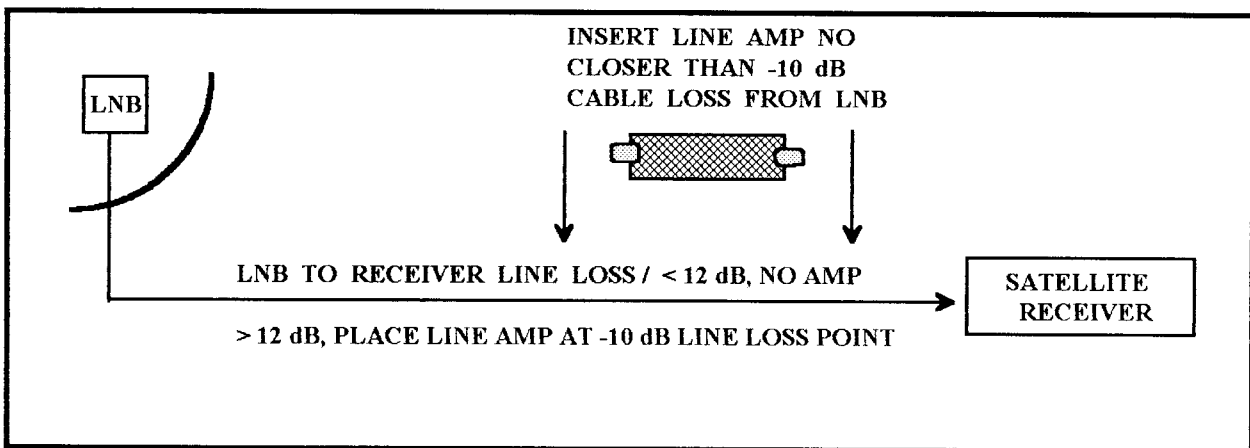 INSERT LINE AMP NO
CLOSER THAN -10 dB
CABLE LOSS FROM LNB
LNB
LNB TO RECEIVER LINE LOSS / < 12 dB, NO AMP
> 12 dB, PLACE LINE AMP AT -10 dB LINE LOSS POINT
SATELLITE
RECEIVER